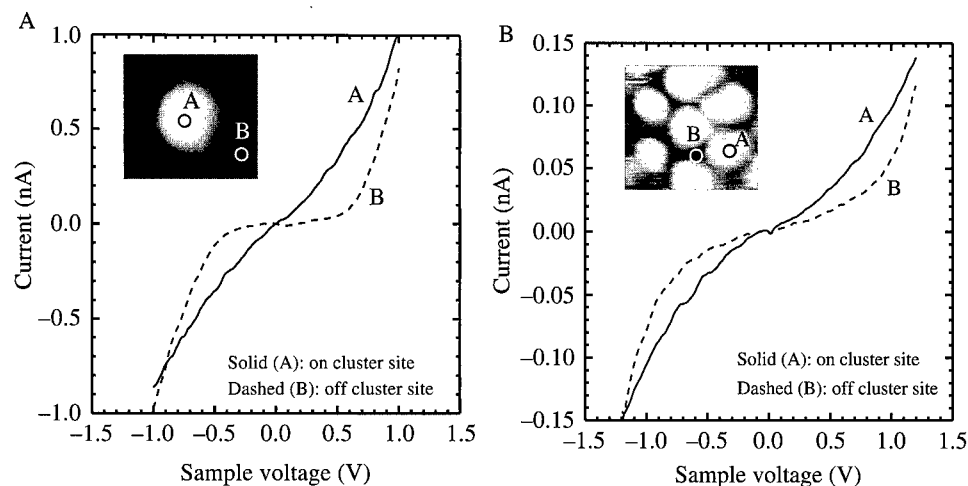 A
1.0
0.5
0.0
−0.5
−1.0
Current (nA)
A
B
A
B
Solid (A): on cluster site
Dashed (B): off cluster site
−1.5 −1.0 −0.5 0.0 0.5 1.0 1.5
Sample voltage (V)
B
0.15
0.10
0.05
0.00
−0.05
−0.10
−0.15
Current (nA)
B
A
A
B
Solid (A): on cluster site
Dashed (B): off cluster site
−1.5 −1.0 −0.5 0.0 0.5 1.0 1.5
Sample voltage (V)